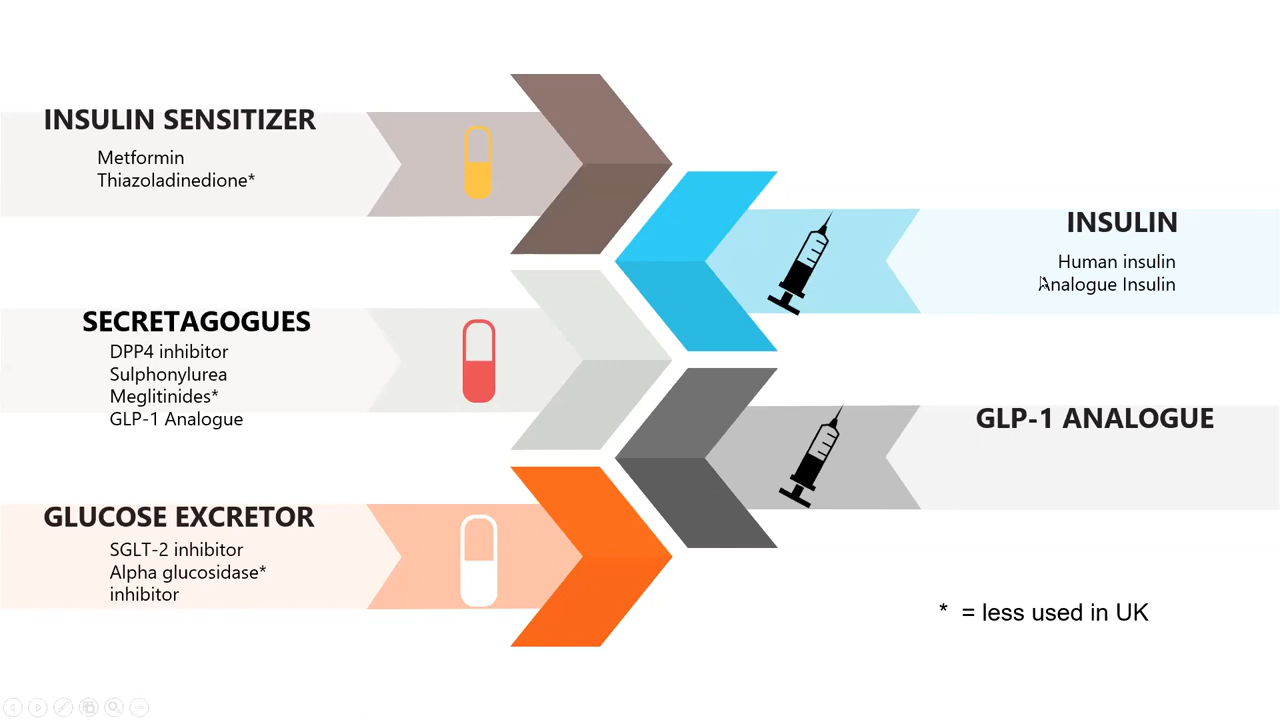 INSULIN SENSITIZER
Metformin
Thiazoladinedione*
INSULIN
Human insulin
Analogue Insulin
SECRETAGOGUES
DPP4 inhibitor
Sulphonylurea
Meglitinides*
GLP-1 Analogue
GLP-1 ANALOGUE
GLUCOSE EXCRETOR
SGLT-2 inhibitor
Alpha glucosidase*
inhibitor
* = less used in UK